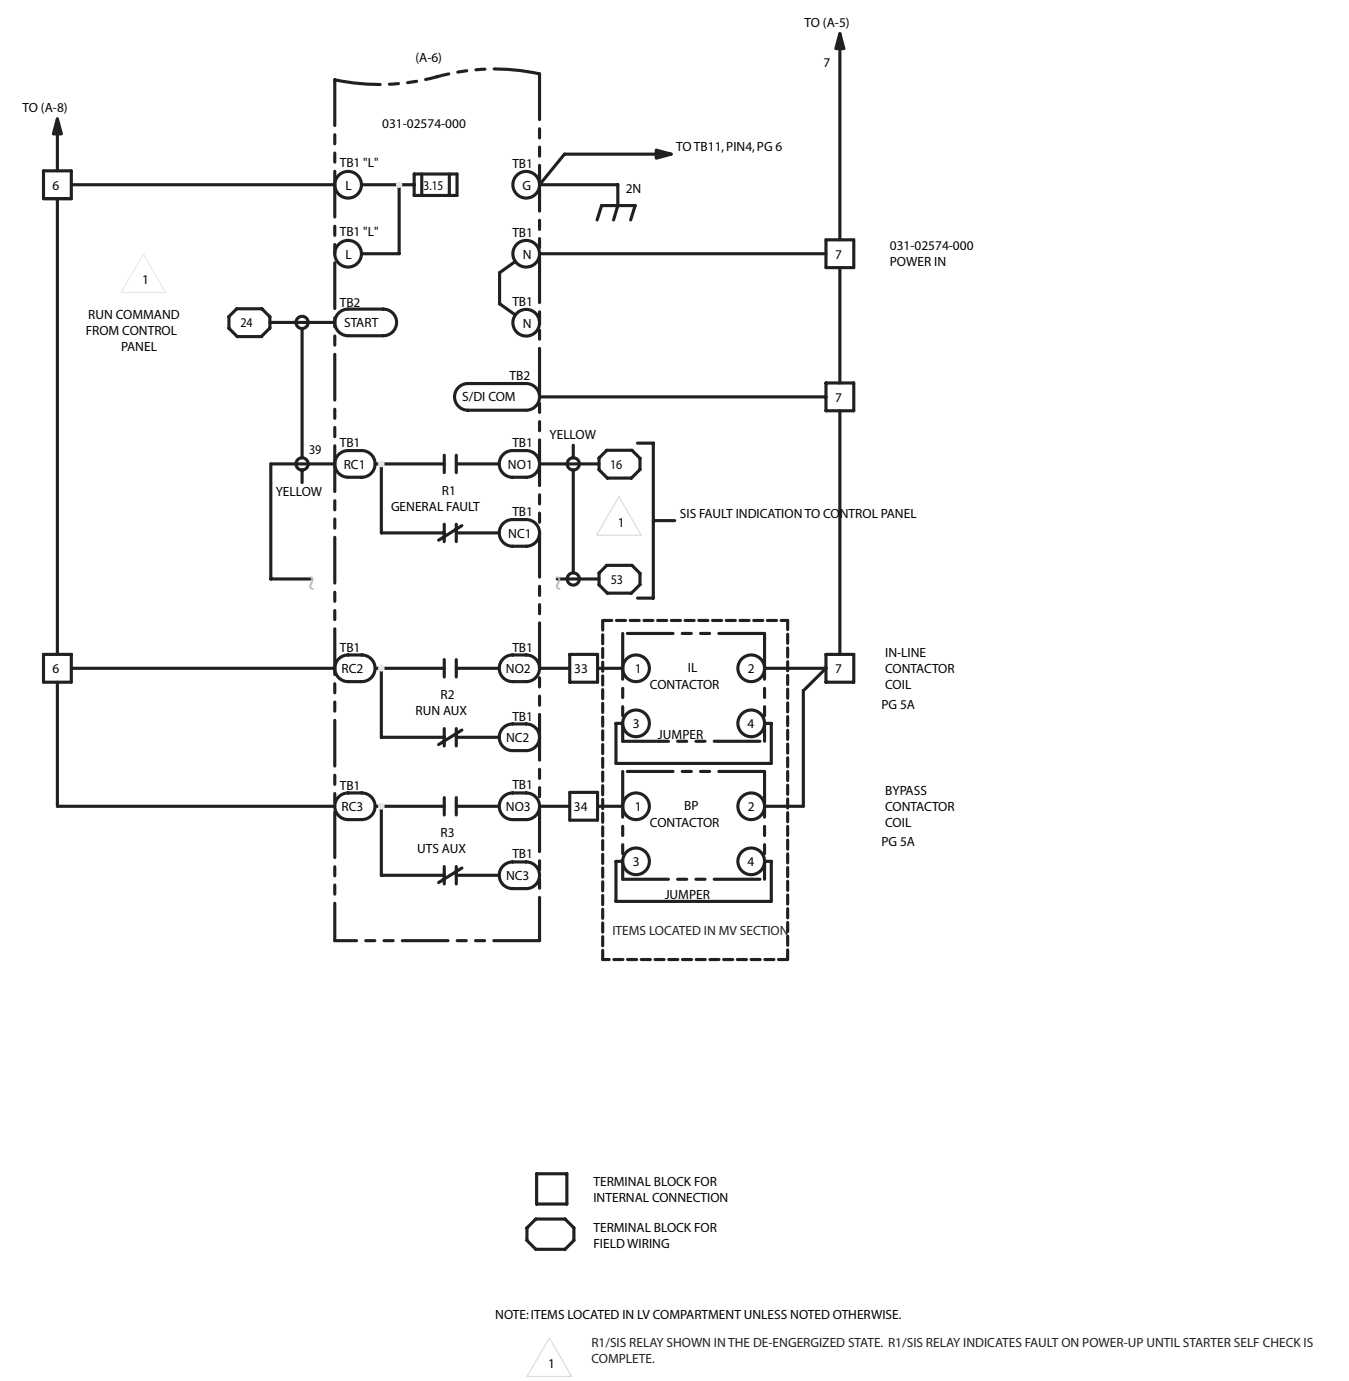 TO (A-5)
7
(A-6)
TO (A-8)
031-02574-000
TO TB11, PIN4, PG 6
TB1 "L"
TB1
6
L
3.15
G
2N
TB1 "L"
TB1
L
N
7
031-02574-000
POWER IN
1
RUN COMMAND
FROM CONTROL
PANEL
TB2
TB1
24
START
N
TB2
S/DI COM
7
YELLOW
39
TB1
TB1
RC1
NO1
16
YELLOW
R1
GENERAL FAULT
TB1
NC1
1
SIS FAULT INDICATION TO CONTROL PANEL
53
TB1
TB1
6
RC2
NO2
33
1
IL
CONTACTOR
2
7
IN-LINE
CONTACTOR
COIL
PG 5A
R2
RUN AUX
TB1
NC2
3
JUMPER
4
TB1
TB1
RC3
NO3
34
1
BP
CONTACTOR
2
BYPASS
CONTACTOR
COIL
PG 5A
R3
UTS AUX
TB1
NC3
3
4
JUMPER
ITEMS LOCATED IN MV SECTION
TERMINAL BLOCK FOR
INTERNAL CONNECTION
TERMINAL BLOCK FOR
FIELD WIRING
NOTE: ITEMS LOCATED IN LV COMPARTMENT UNLESS NOTED OTHERWISE.
1
R1/SIS RELAY SHOWN IN THE DE-ENGERGIZED STATE. R1/SIS RELAY INDICATES FAULT ON POWER-UP UNTIL STARTER SELF CHECK IS
COMPLETE.